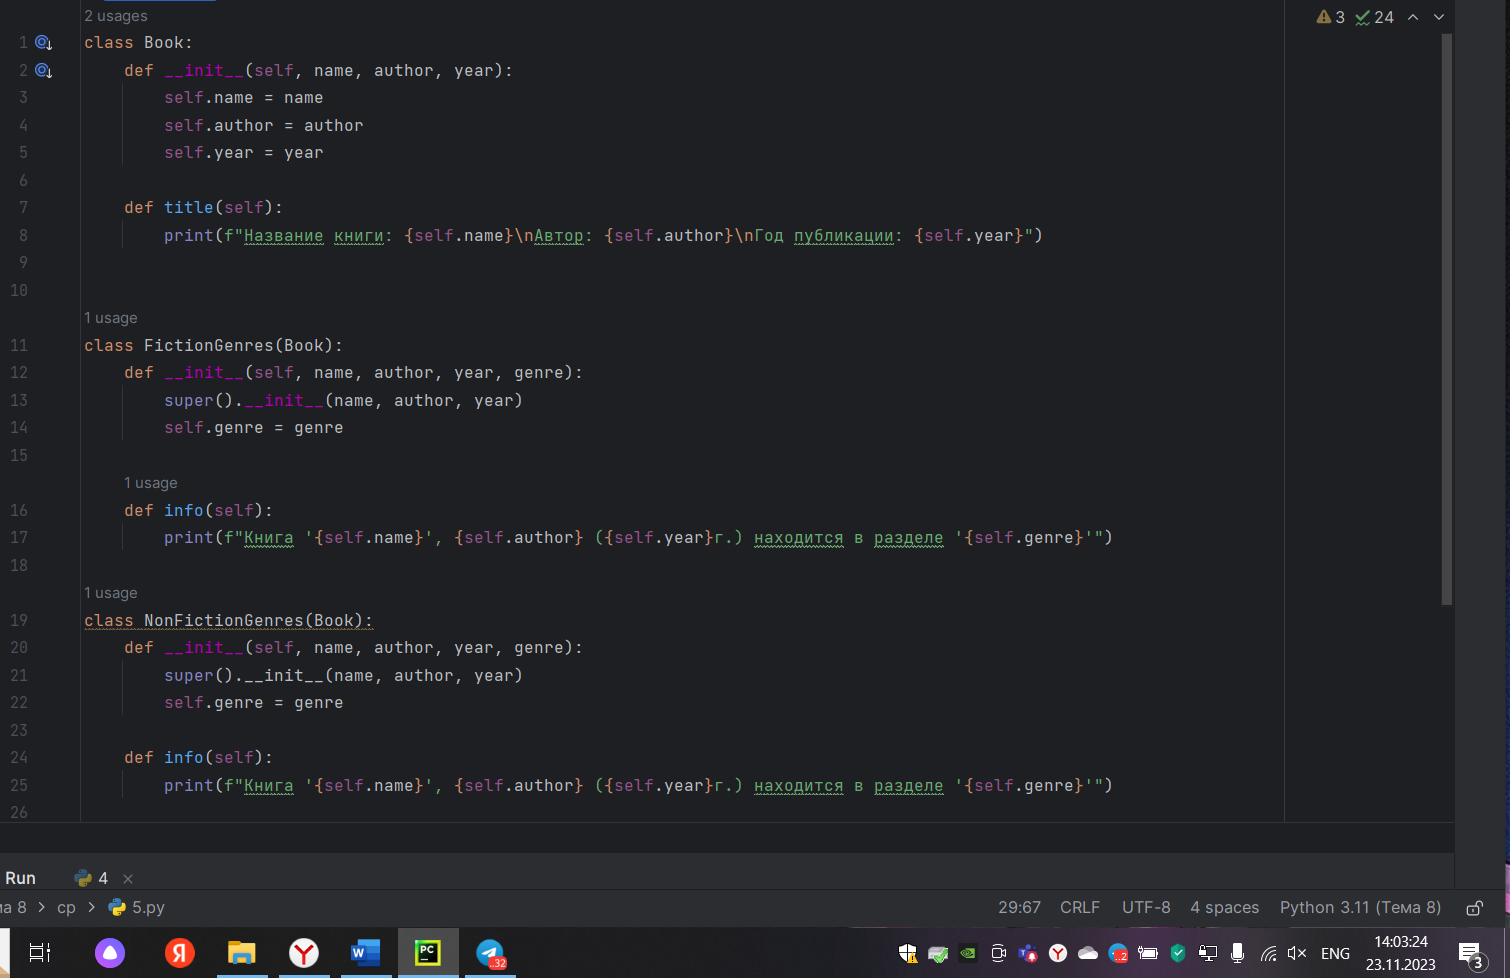 2 usages
3 24
1 class Book:
2     def __init__(self, name, author, year):
3         self.name = name
4         self.author = author
5         self.year = year
6
7     def title(self):
8         print(f"Название книги: {self.name}\nАвтор: {self.author}\nГод публикации: {self.year}")
9
10
1 usage
11 class FictionGenres(Book):
12     def __init__(self, name, author, year, genre):
13         super().__init__(name, author, year)
14         self.genre = genre
15
1 usage
16     def info(self):
17         print(f"Книга '{self.name}', {self.author} ({self.year}г.) находится в разделе '{self.genre}'")
18
1 usage
19 class NonFictionGenres(Book):
20     def __init__(self, name, author, year, genre):
21         super().__init__(name, author, year)
22         self.genre = genre
23
24     def info(self):
25         print(f"Книга '{self.name}', {self.author} ({self.year}г.) находится в разделе '{self.genre}'")
26
Run 4 ×
ма 8 > ср > 5.py 29:67 CRLF UTF-8 4 spaces Python 3.11 (Тема 8)
Я W PC ..32 ..2 ENG 14:03:24
23.11.2023 3